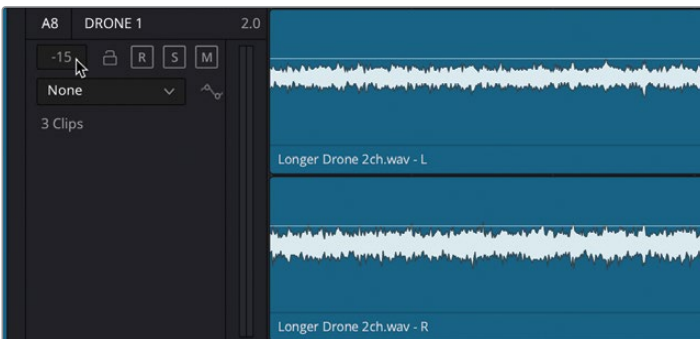 A8 DRONE 1 2.0
-15 R S M
None
3 Clips
Longer Drone 2ch.wav - L
Longer Drone 2ch.wav - R